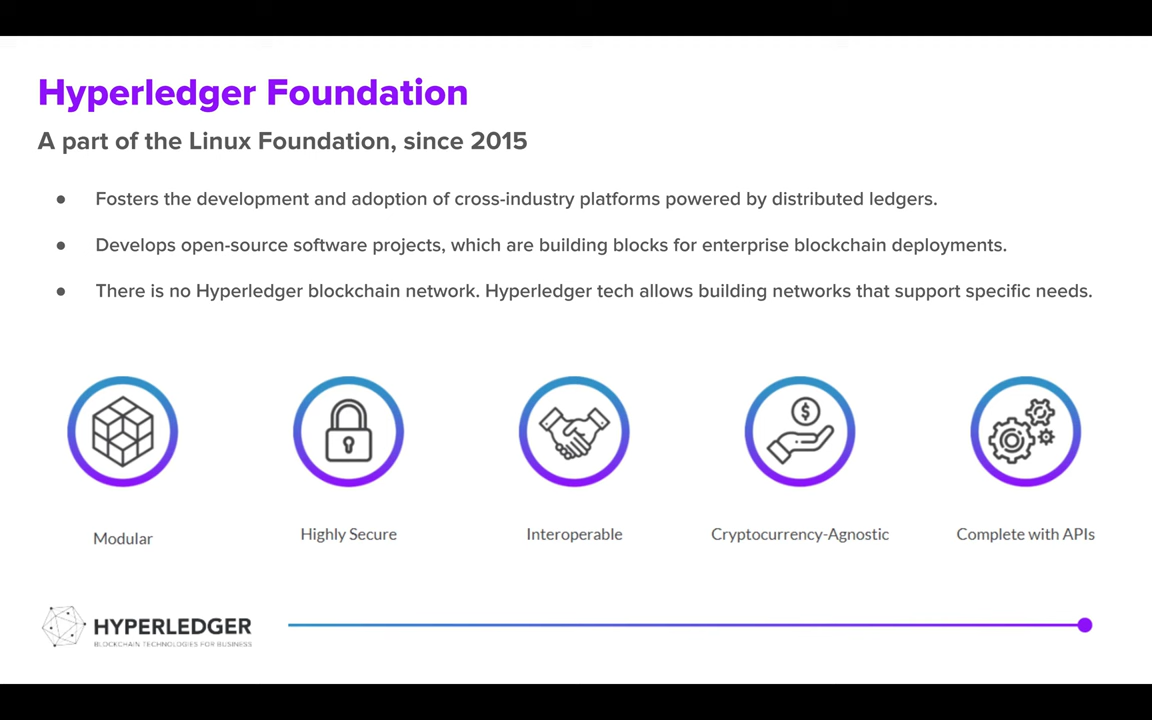 Hyperledger Foundation
A part of the Linux Foundation, since 2015
● Fosters the development and adoption of cross-industry platforms powered by distributed ledgers.
● Develops open-source software projects, which are building blocks for enterprise blockchain deployments.
● There is no Hyperledger blockchain network. Hyperledger tech allows building networks that support specific needs.
$
Modular
Highly Secure
Interoperable
Cryptocurrency-Agnostic
Complete with APIs
HYPERLEDGER
BLOCKCHAIN TECHNOLOGIES FOR BUSINESS